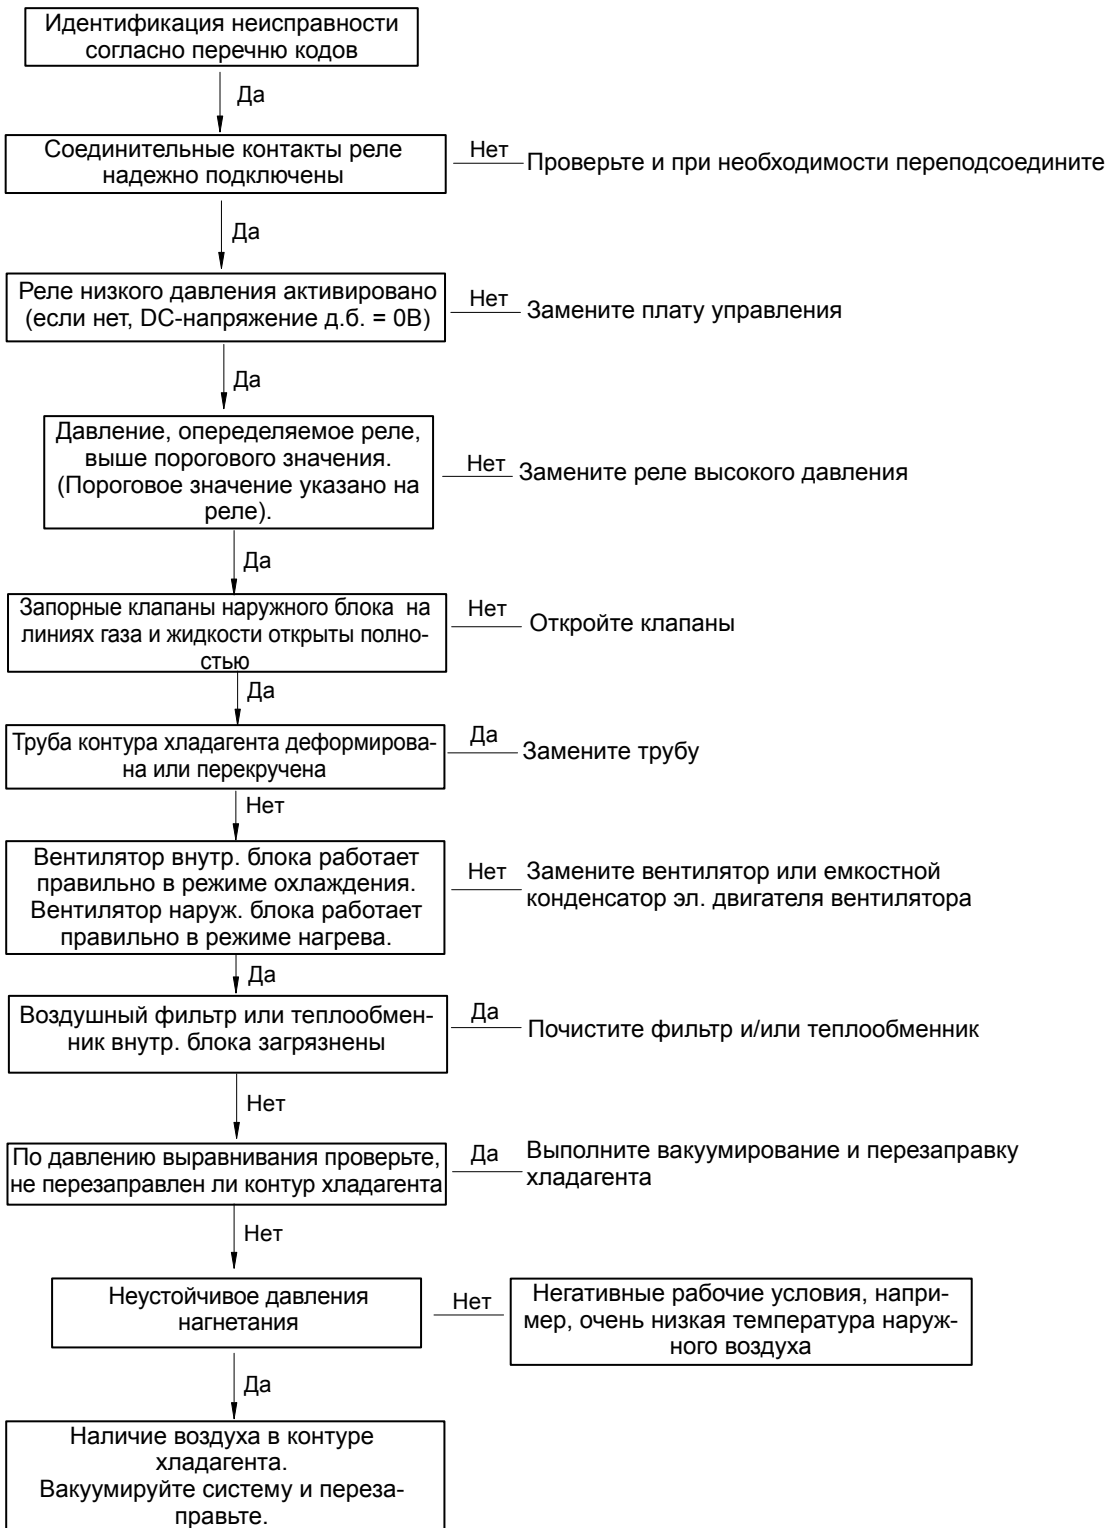 Идентификация неисправности
согласно перечню кодов
Да
Соединительные контакты реле
надежно подключены
Нет
Проверьте и при необходимости переподсоедините
Да
Реле низкого давления активировано
(если нет, DC-напряжение д.б. = 0В)
Нет
Замените плату управления
Да
Давление, опеределяемое реле,
выше порогового значения.
(Пороговое значение указано на
реле).
Нет
Замените реле высокого давления
Да
Запорные клапаны наружного блока на
линиях газа и жидкости открыты полно-
стью
Нет
Откройте клапаны
Да
Труба контура хладагента деформирова-
на или перекручена
Да
Замените трубу
Нет
Вентилятор внутр. блока работает
правильно в режиме охлаждения.
Вентилятор наруж. блока работает
правильно в режиме нагрева.
Нет
Замените вентилятор или емкостной
конденсатор эл. двигателя вентилятора
Да
Воздушный фильтр или теплообмен-
ник внутр. блока загрязнены
Да
Почистите фильтр и/или теплообменник
Нет
По давлению выравнивания проверьте,
не перезаправлен ли контур хладагента
Да
Выполните вакуумирование и перезаправку
хладагента
Нет
Неустойчивое давления
нагнетания
Нет
Негативные рабочие условия, напри-
мер, очень низкая температура наруж-
ного воздуха
Да
Наличие воздуха в контуре
хладагента.
Вакуумируйте систему и переза-
правьте.